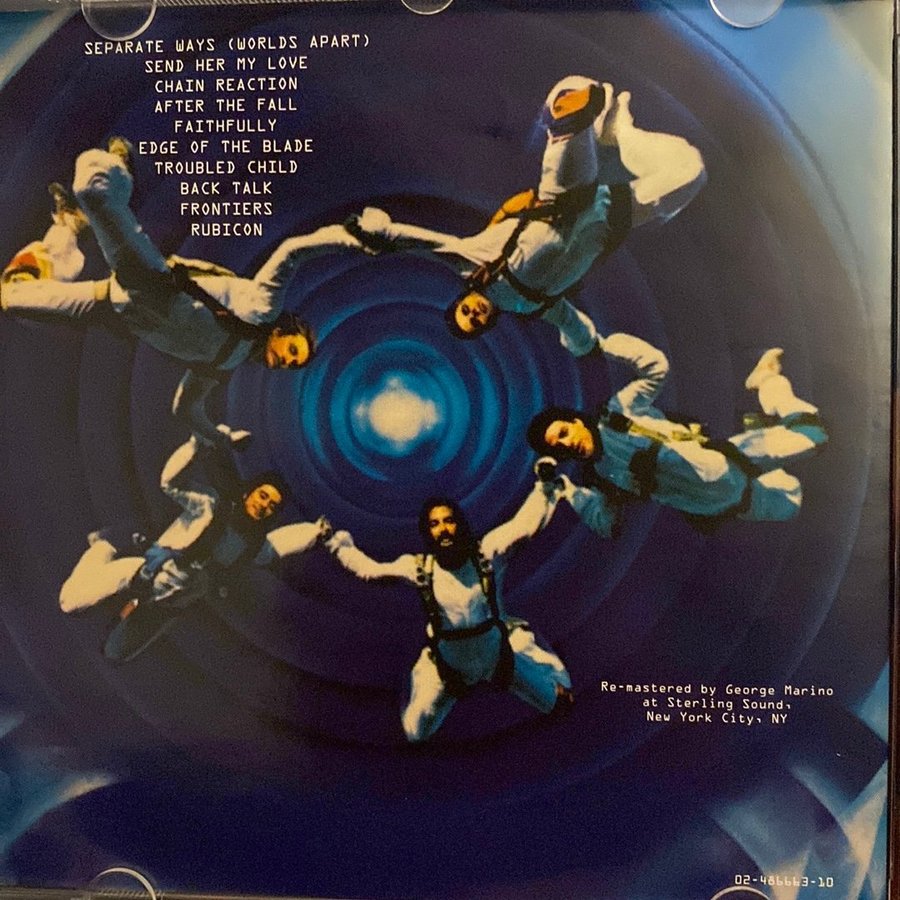 SEPARATE WAYS (WORLDS APART)
SEND HER MY LOVE
CHAIN REACTION
AFTER THE FALL
FAITHFULLY
EDGE OF THE BLADE
TROUBLED CHILD
BACK TALK
FRONTIERS
RUBICON
Re-mastered by George Marino
at Sterling Sound,
New York City, NY
02-486663-10